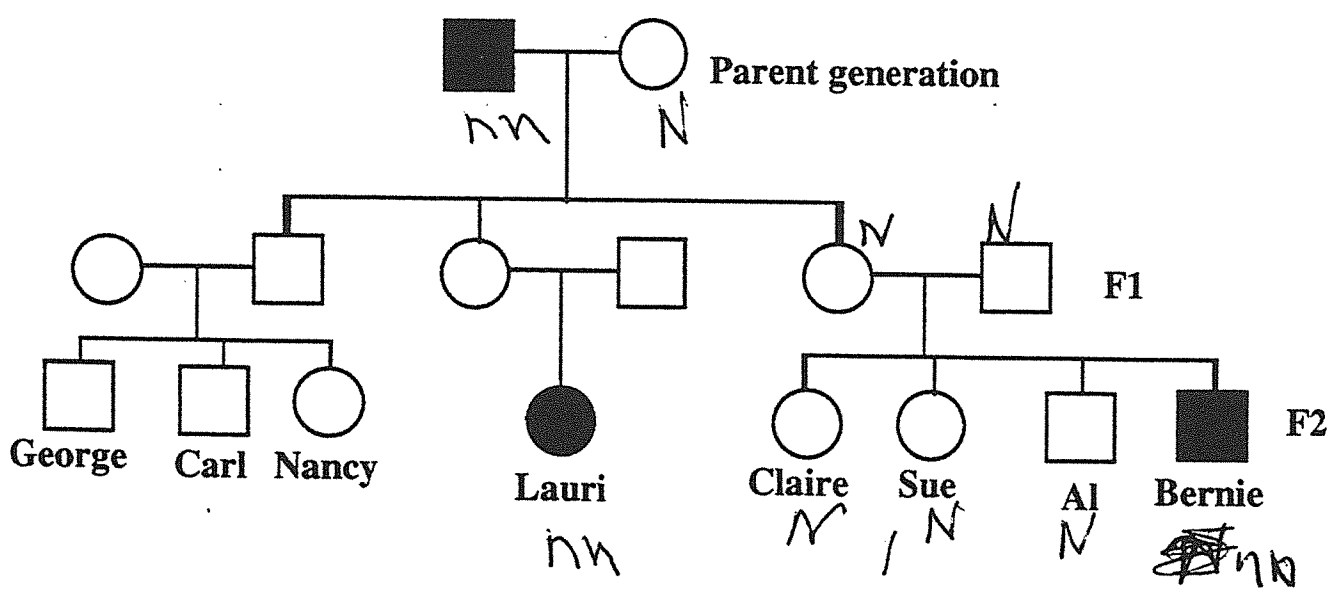 Parent generation
nn N
N N
F1
F2
George Carl Nancy
Lauri
Claire Sue Al Bernie
nn N N N nn